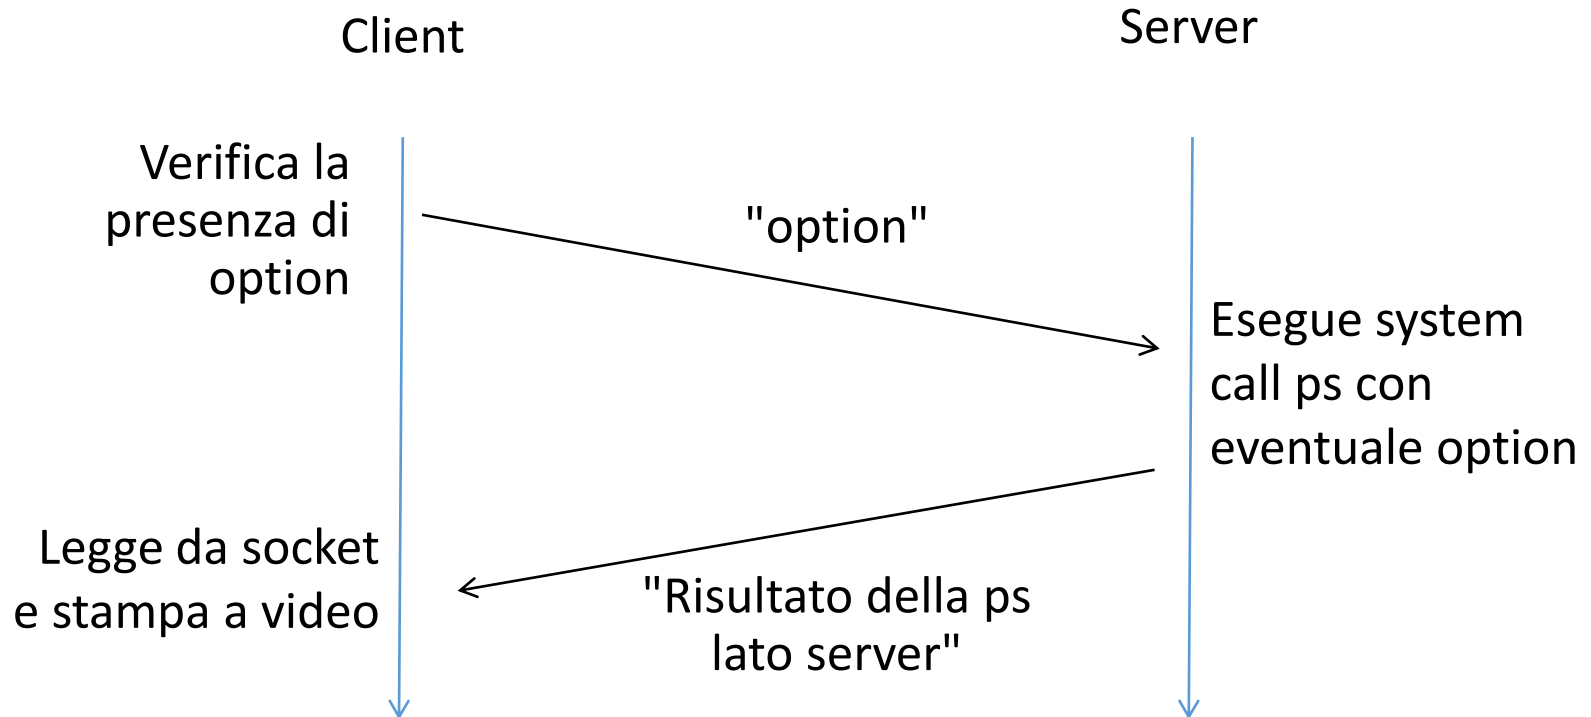 Client
Server
Verifica la
presenza di
option
"option"
Esegue system
call ps con
eventuale option
Legge da socket
e stampa a video
"Risultato della ps
lato server"